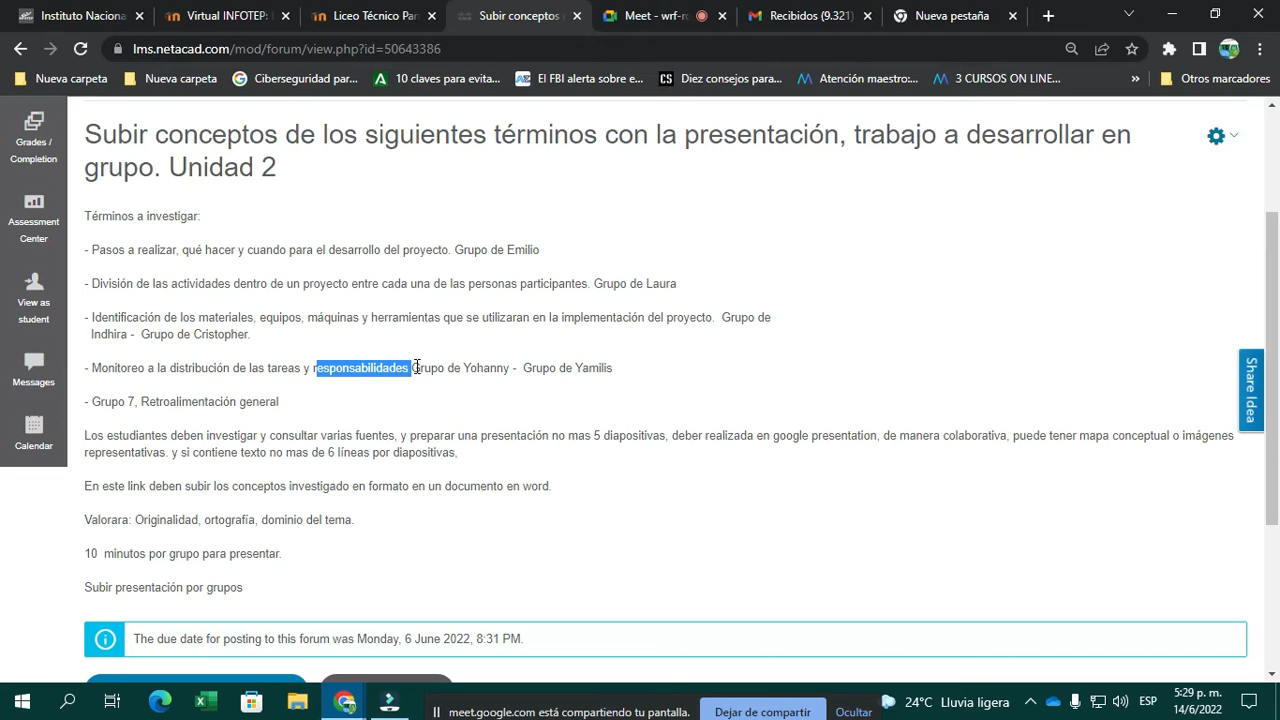 Instituto Naciona
Virtual INFOTEP:
Liceo Técnico Par
Subir conceptos
Meet - wrf-ro
Recibidos (9.321)
Nueva pestaña
lms.netacad.com/mod/forum/view.php?id=50643386
Nueva carpeta
Nueva carpeta
Ciberseguridad par...
10 claves para evita...
El FBI alerta sobre e...
Diez consejos para...
Atención maestro:...
3 CURSOS ON LINE...
»
Otros marcadores
Grades /
Completion
Assessment
Center
View as
student
Messages
Calendar
Subir conceptos de los siguientes términos con la presentación, trabajo a desarrollar en
grupo. Unidad 2
Términos a investigar:
- Pasos a realizar, qué hacer y cuando para el desarrollo del proyecto. Grupo de Emilio
- División de las actividades dentro de un proyecto entre cada una de las personas participantes. Grupo de Laura
- Identificación de los materiales, equipos, máquinas y herramientas que se utilizaran en la implementación del proyecto. Grupo de
Indhira - Grupo de Cristopher.
- Monitoreo a la distribución de las tareas y responsabilidades Grupo de Yohanny - Grupo de Yamilis
- Grupo 7, Retroalimentación general
Los estudiantes deben investigar y consultar varias fuentes, y preparar una presentación no mas 5 diapositivas, deber realizada en google presentation, de manera colaborativa, puede tener mapa conceptual o imágenes
representativas. y si contiene texto no mas de 6 líneas por diapositivas,
En este link deben subir los conceptos investigado en formato en un documento en word.
Valorara: Originalidad, ortografía, dominio del tema.
10 minutos por grupo para presentar.
Subir presentación por grupos
The due date for posting to this forum was Monday, 6 June 2022, 8:31 PM.
Share Idea
meet.google.com está compartiendo tu pantalla.
Dejar de compartir
Ocultar
24°C Lluvia ligera
ESP
5:29 p. m.
14/6/2022